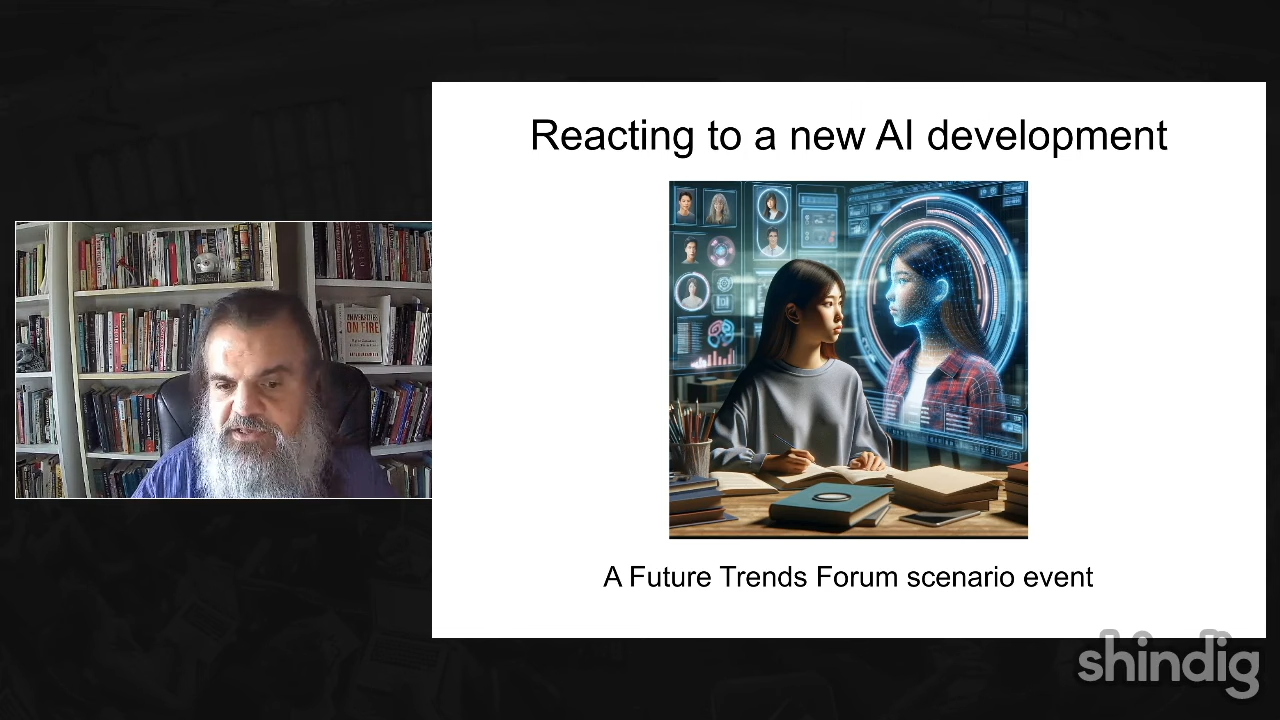 Reacting to a new AI development
ON FIRE
A Future Trends Forum scenario event
shindig